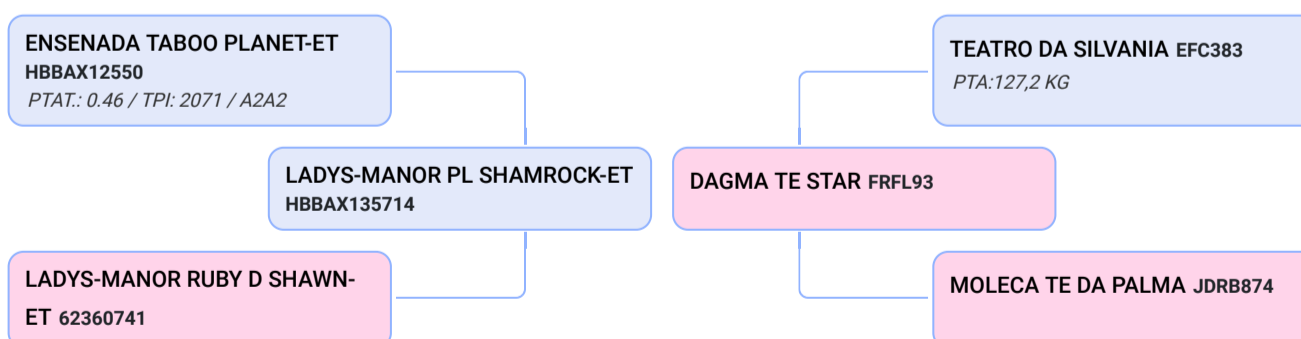 ENSENADA TABOO PLANET-ET
HBBAX12550
PTAT.: 0.46 / TPI: 2071 / A2A2
LADYS-MANOR PL SHAMROCK-ET
HBBAX135714
LADYS-MANOR RUBY D SHAWN-
ET 62360741
TEATRO DA SILVANIA EFC383
PTA:127,2 KG
DAGMA TE STAR FRFL93
MOLECA TE DA PALMA JDRB874